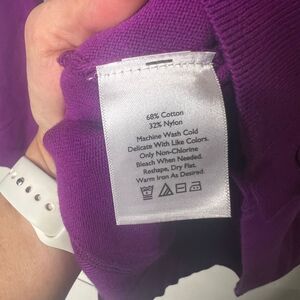 68% Cotton
32% Nylon
Machine Wash Cold
Delicate With Like Colors.
Only Non-Chlorine
Bleach When Needed.
Reshape, Dry Flat.
Warm Iron As Desired.